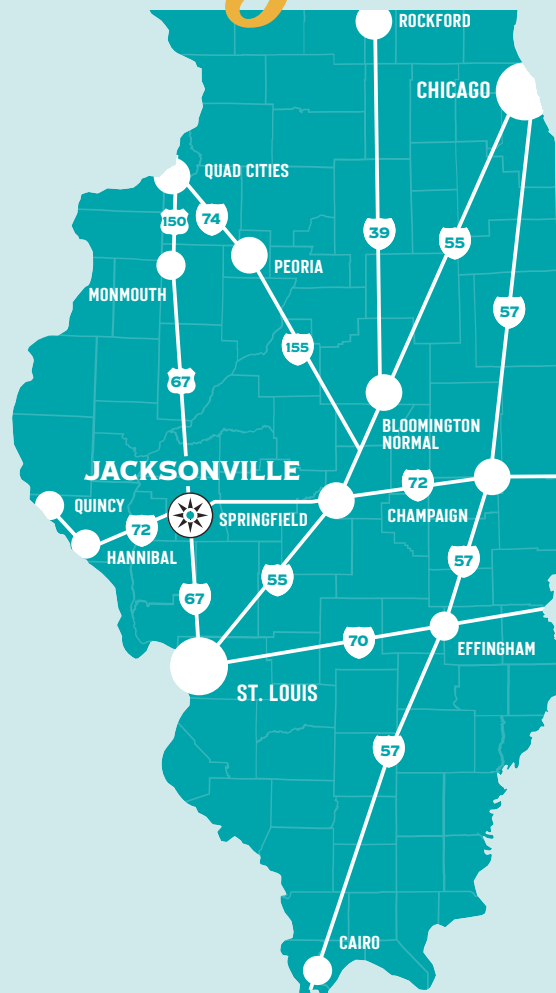 ROCKFORD
CHICAGO
QUAD CITIES
150
74
39
55
PEORIA
MONMOUTH
57
155
67
BLOOMINGTON
NORMAL
JACKSONVILLE
72
QUINCY
SPRINGFIELD
CHAMPAIGN
72
HANNIBAL
57
55
67
70
EFFINGHAM
ST. LOUIS
57
CAIRO